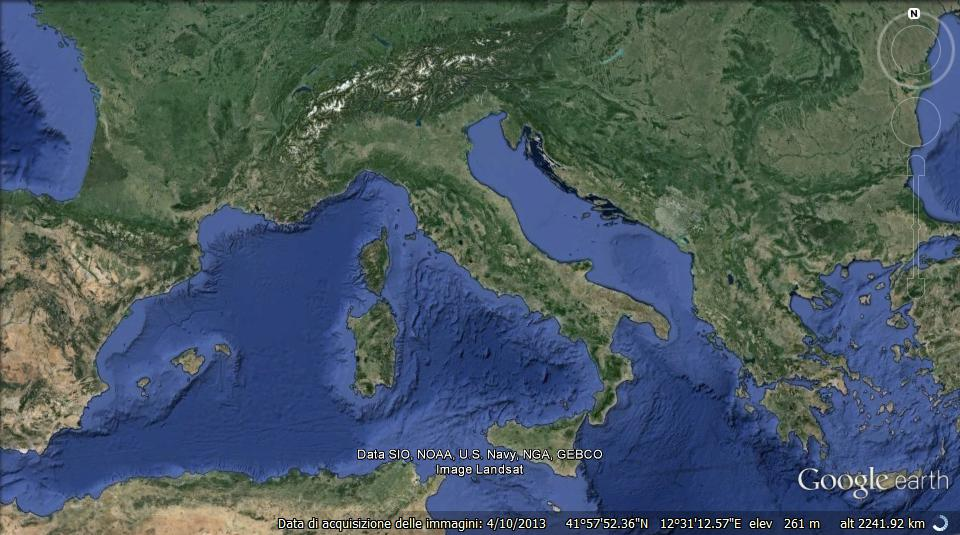 N
Data SIO, NOAA, U.S. Navy, NGA, GEBCO
Image Landsat
Google earth
Data di acquisizione delle immagini: 4/10/2013 41°57'52.36"N 12°31'12.57"E elev 261 m alt 2241.92 km